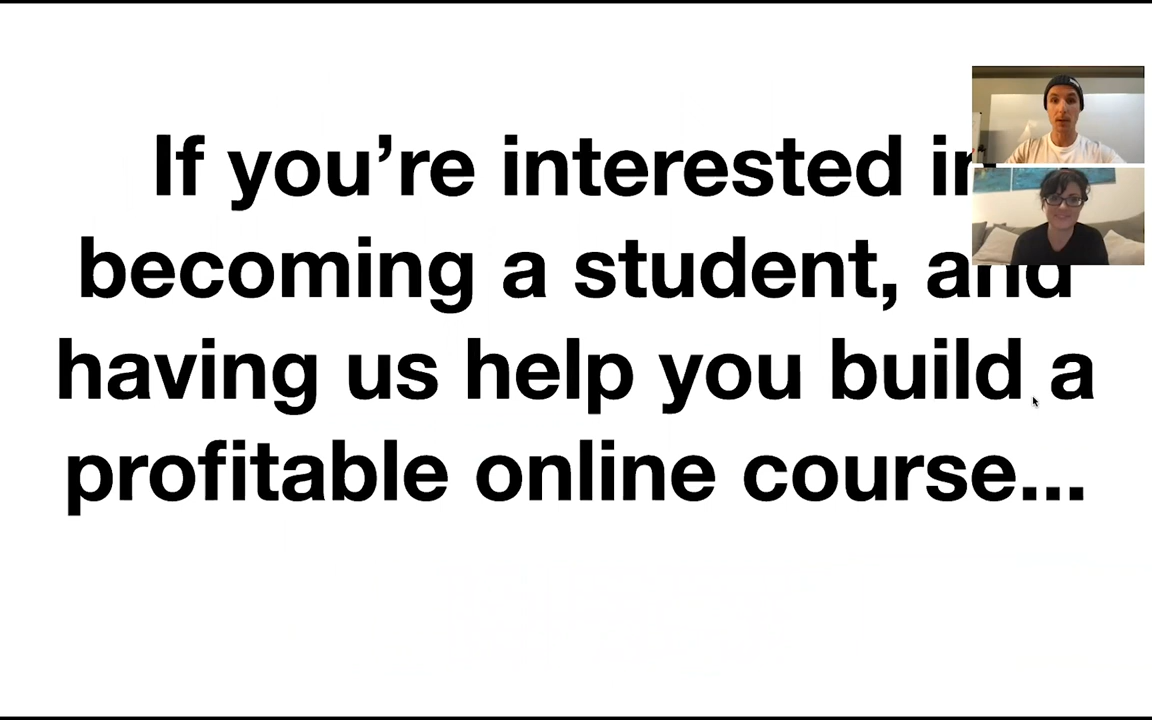 If you’re interested in
becoming a student, and
having us help you build a
profitable online course...